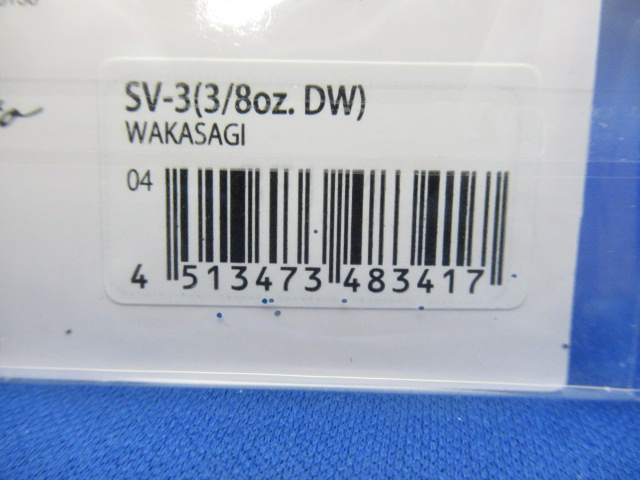 SV-3(3/8oz. DW)
WAKASAGI
04
4 513473 483417